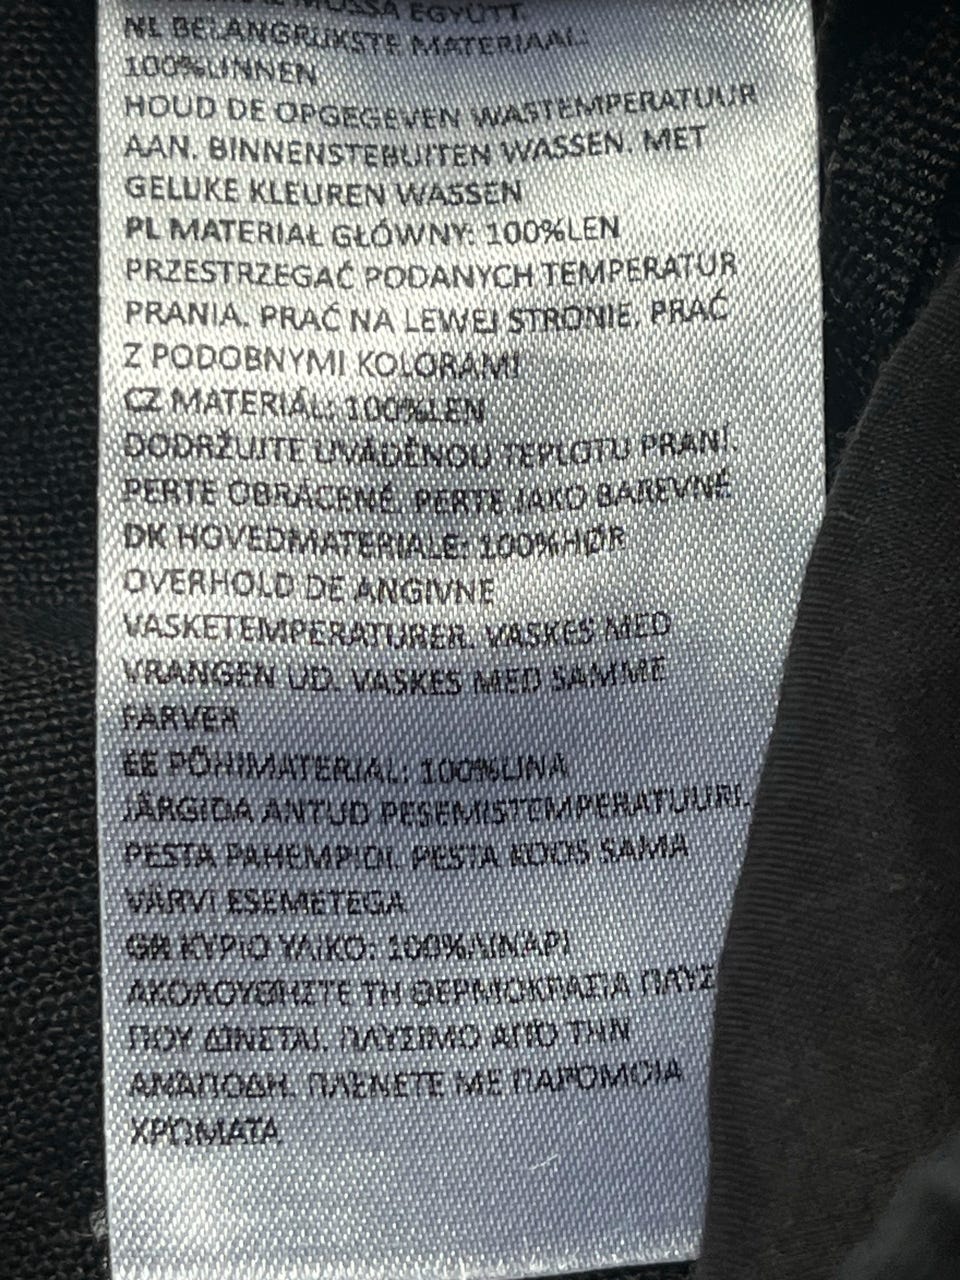 MOSSA EGYÜTT.
NL BELANGRIJKSTE MATERIAAL:
100%LINNEN
HOUD DE OPGEGEVEN WASTEMPERATUUR
AAN. BINNENSTEBUITEN WASSEN. MET
GELIJKE KLEUREN WASSEN
PL MATERIAŁ GŁÓWNY: 100%LEN
PRZESTRZEGAĆ PODANYCH TEMPERATUR
PRANIA. PRAĆ NA LEWEJ STRONIE. PRAĆ
Z PODOBNYMI KOLORAMI
CZ MATERIÁL: 100%LEN
DODRŽUJTE UVÁDĚNOU TEPLOTU PRANÍ.
PERTE OBRÁCENÉ. PERTE JAKO BAREVNÉ
DK HOVEDMATERIALE: 100%HØR
OVERHOLD DE ANGIVNE
VASKETEMPERATURER. VASKES MED
VRANGEN UD. VASKES MED SAMME
FARVER
EE PÕHIMATERJAL: 100%LINA
JÄRGIDA ANTUD PESEMISTEMPERATUURI.
PESTA PAHEMPIDI. PESTA KOOS SAMA
VÄRVI ESEMETEGA
GR ΚΥΡΙΟ ΥΛΙΚΟ: 100%ΛΙΝΑΡΙ
ΑΚΟΛΟΥΘΗΣΤΕ ΤΗ ΘΕΡΜΟΚΡΑΣΙΑ ΠΛΥΣ
ΠΟΥ ΔΙΝΕΤΑΙ. ΠΛΥΣΙΜΟ ΑΠΟ ΤΗΝ
ΑΝΑΠΟΔΗ. ΠΛΕΝΕΤΕ ΜΕ ΠΑΡΟΜΟΙΑ
ΧΡΩΜΑΤΑ